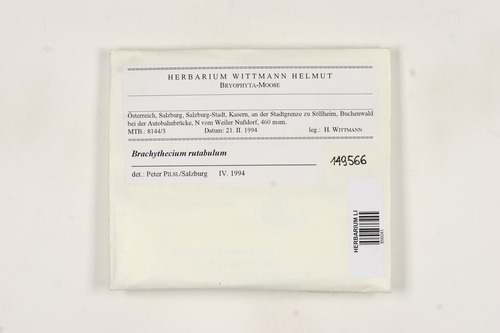 HERBARIUM WITTMANN HELMUT
BRYOPHYTA-MOOSE
Österreich, Salzburg, Salzburg-Stadt, Kasern, an der Stadtgrenze zu Söllheim, Buchenwald
bei der Autobahnbrücke, N vom Weiler Nußdorf, 460 msm.
MTB.: 8144/3 Datum: 21. II. 1994 leg.: H. WITTMANN
Brachythecium rutabulum
149566
det.: Peter PILSL/Salzburg IV. 1994
HERBARIUM LI